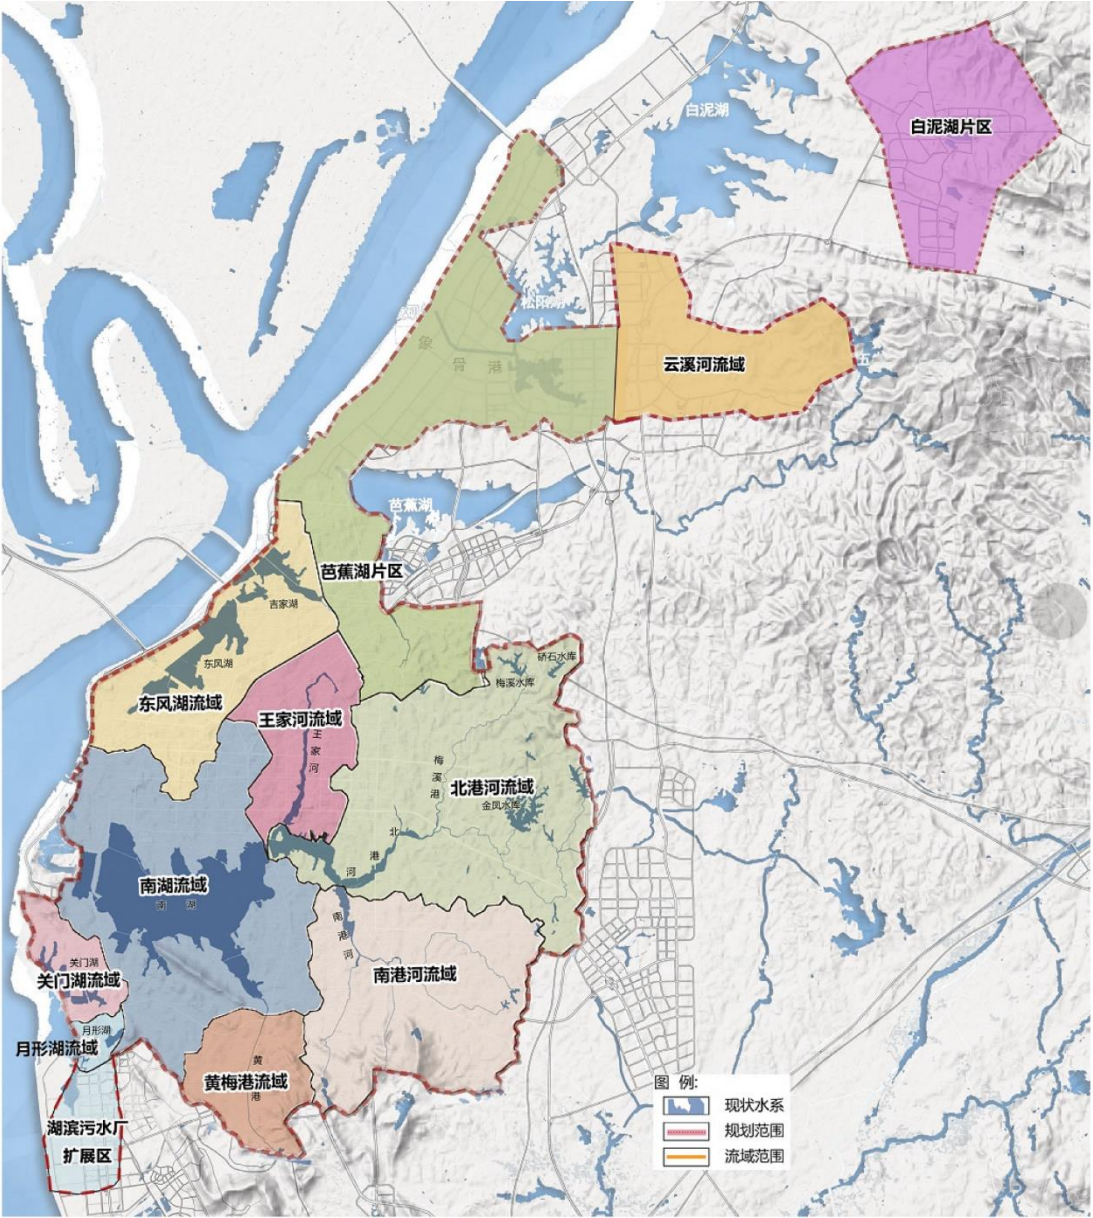 白泥湖
白泥湖片区
松阳湖
象
骨
港
云溪河流域
芭蕉湖
芭蕉湖片区
吉家湖
东风湖
东风湖流域
硚石水库
梅溪水库
王家河流域
王
家
河
梅
溪
港
北港河流域
金凤水库
北
港
河
南湖流域
南 湖
南
港
河
南港河流域
关门湖
关门湖流域
月形湖
月形湖流域
黄
黄梅港流域
港
湖滨污水厂
扩展区
图 例:
现状水系
规划范围
流域范围